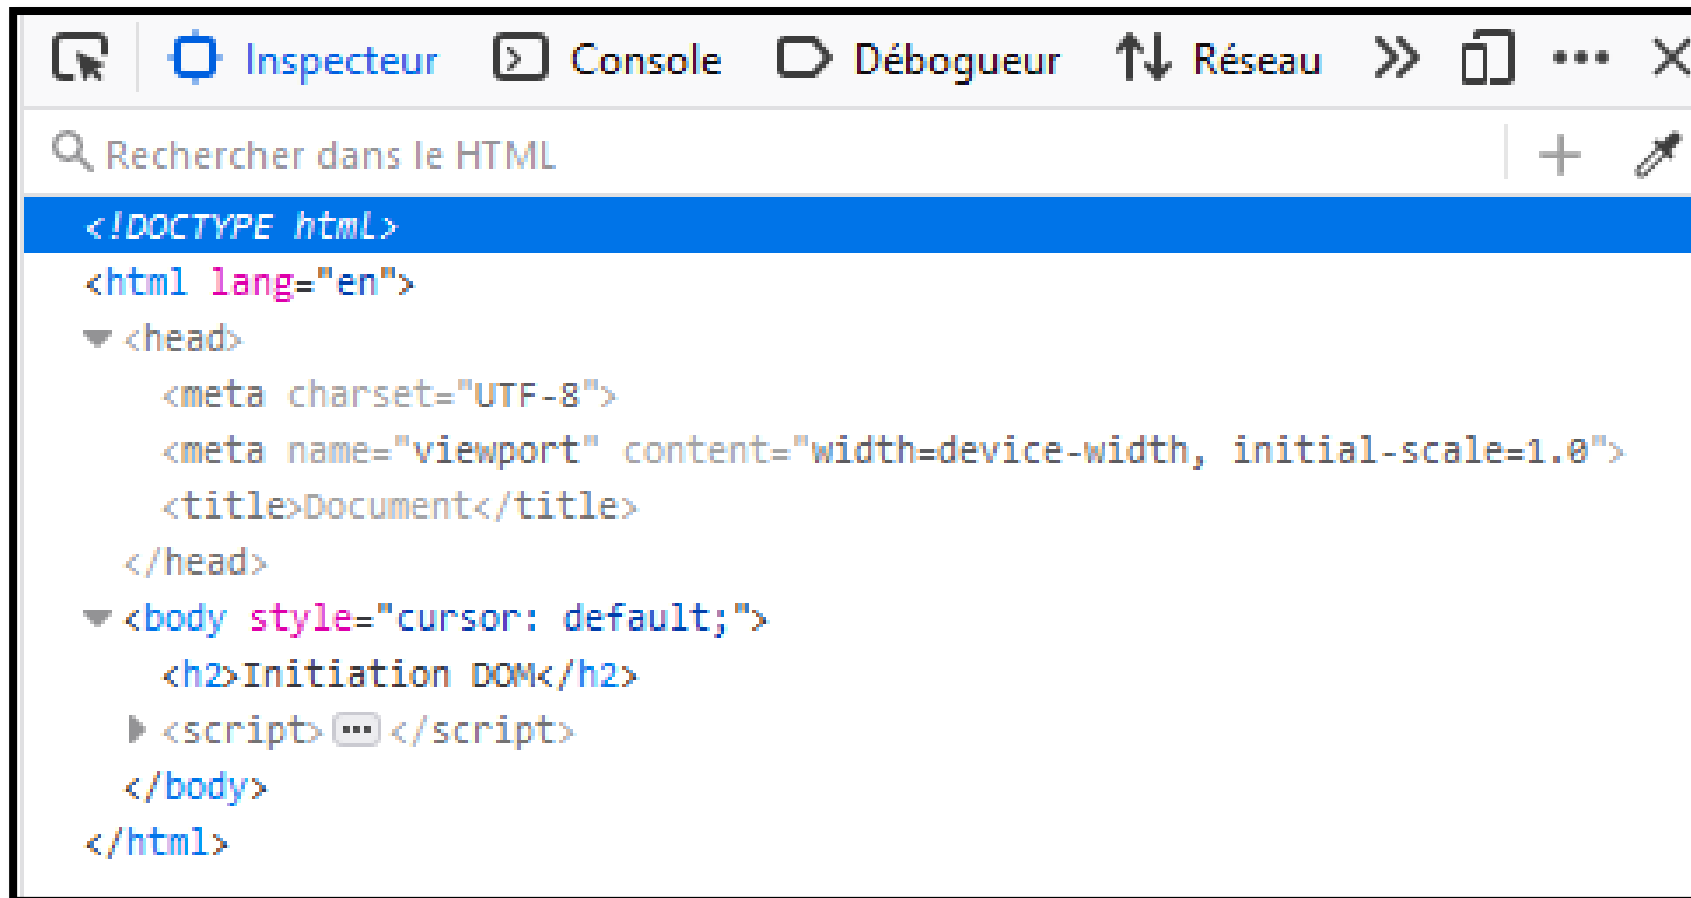 Inspecteur Console Débogueur Réseau
Rechercher dans le HTML
<!DOCTYPE html>
<html lang="en">
<head>
<meta charset="UTF-8">
<meta name="viewport" content="width=device-width, initial-scale=1.0">
<title>Document</title>
</head>
<body style="cursor: default;">
<h2>Initiation DOM</h2>
<script>…</script>
</body>
</html>